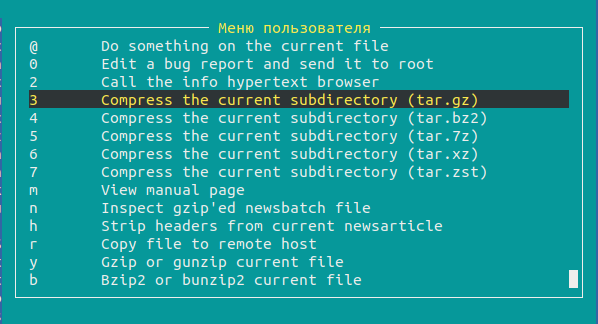 Меню пользователя
@ Do something on the current file
0 Edit a bug report and send it to root
2 Call the info hypertext browser
3 Compress the current subdirectory (tar.gz)
4 Compress the current subdirectory (tar.bz2)
5 Compress the current subdirectory (tar.7z)
6 Compress the current subdirectory (tar.xz)
7 Compress the current subdirectory (tar.zst)
m View manual page
n Inspect gzip'ed newsbatch file
h Strip headers from current newsarticle
r Copy file to remote host
y Gzip or gunzip current file
b Bzip2 or bunzip2 current file